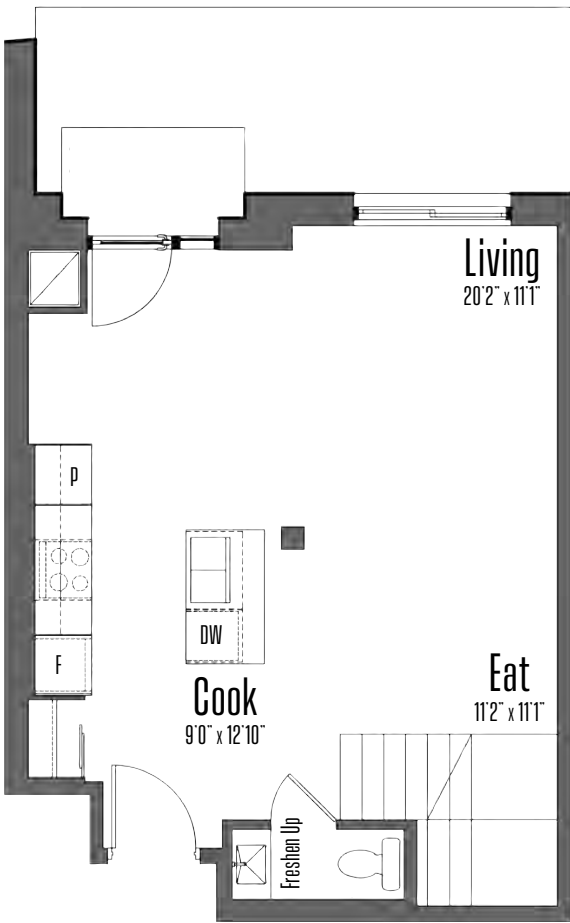 Living
20'2" x 11'1"
P
DW
F
Cook
9'0" x 12'10"
Eat
11'2" x 11'1"
Freshen Up